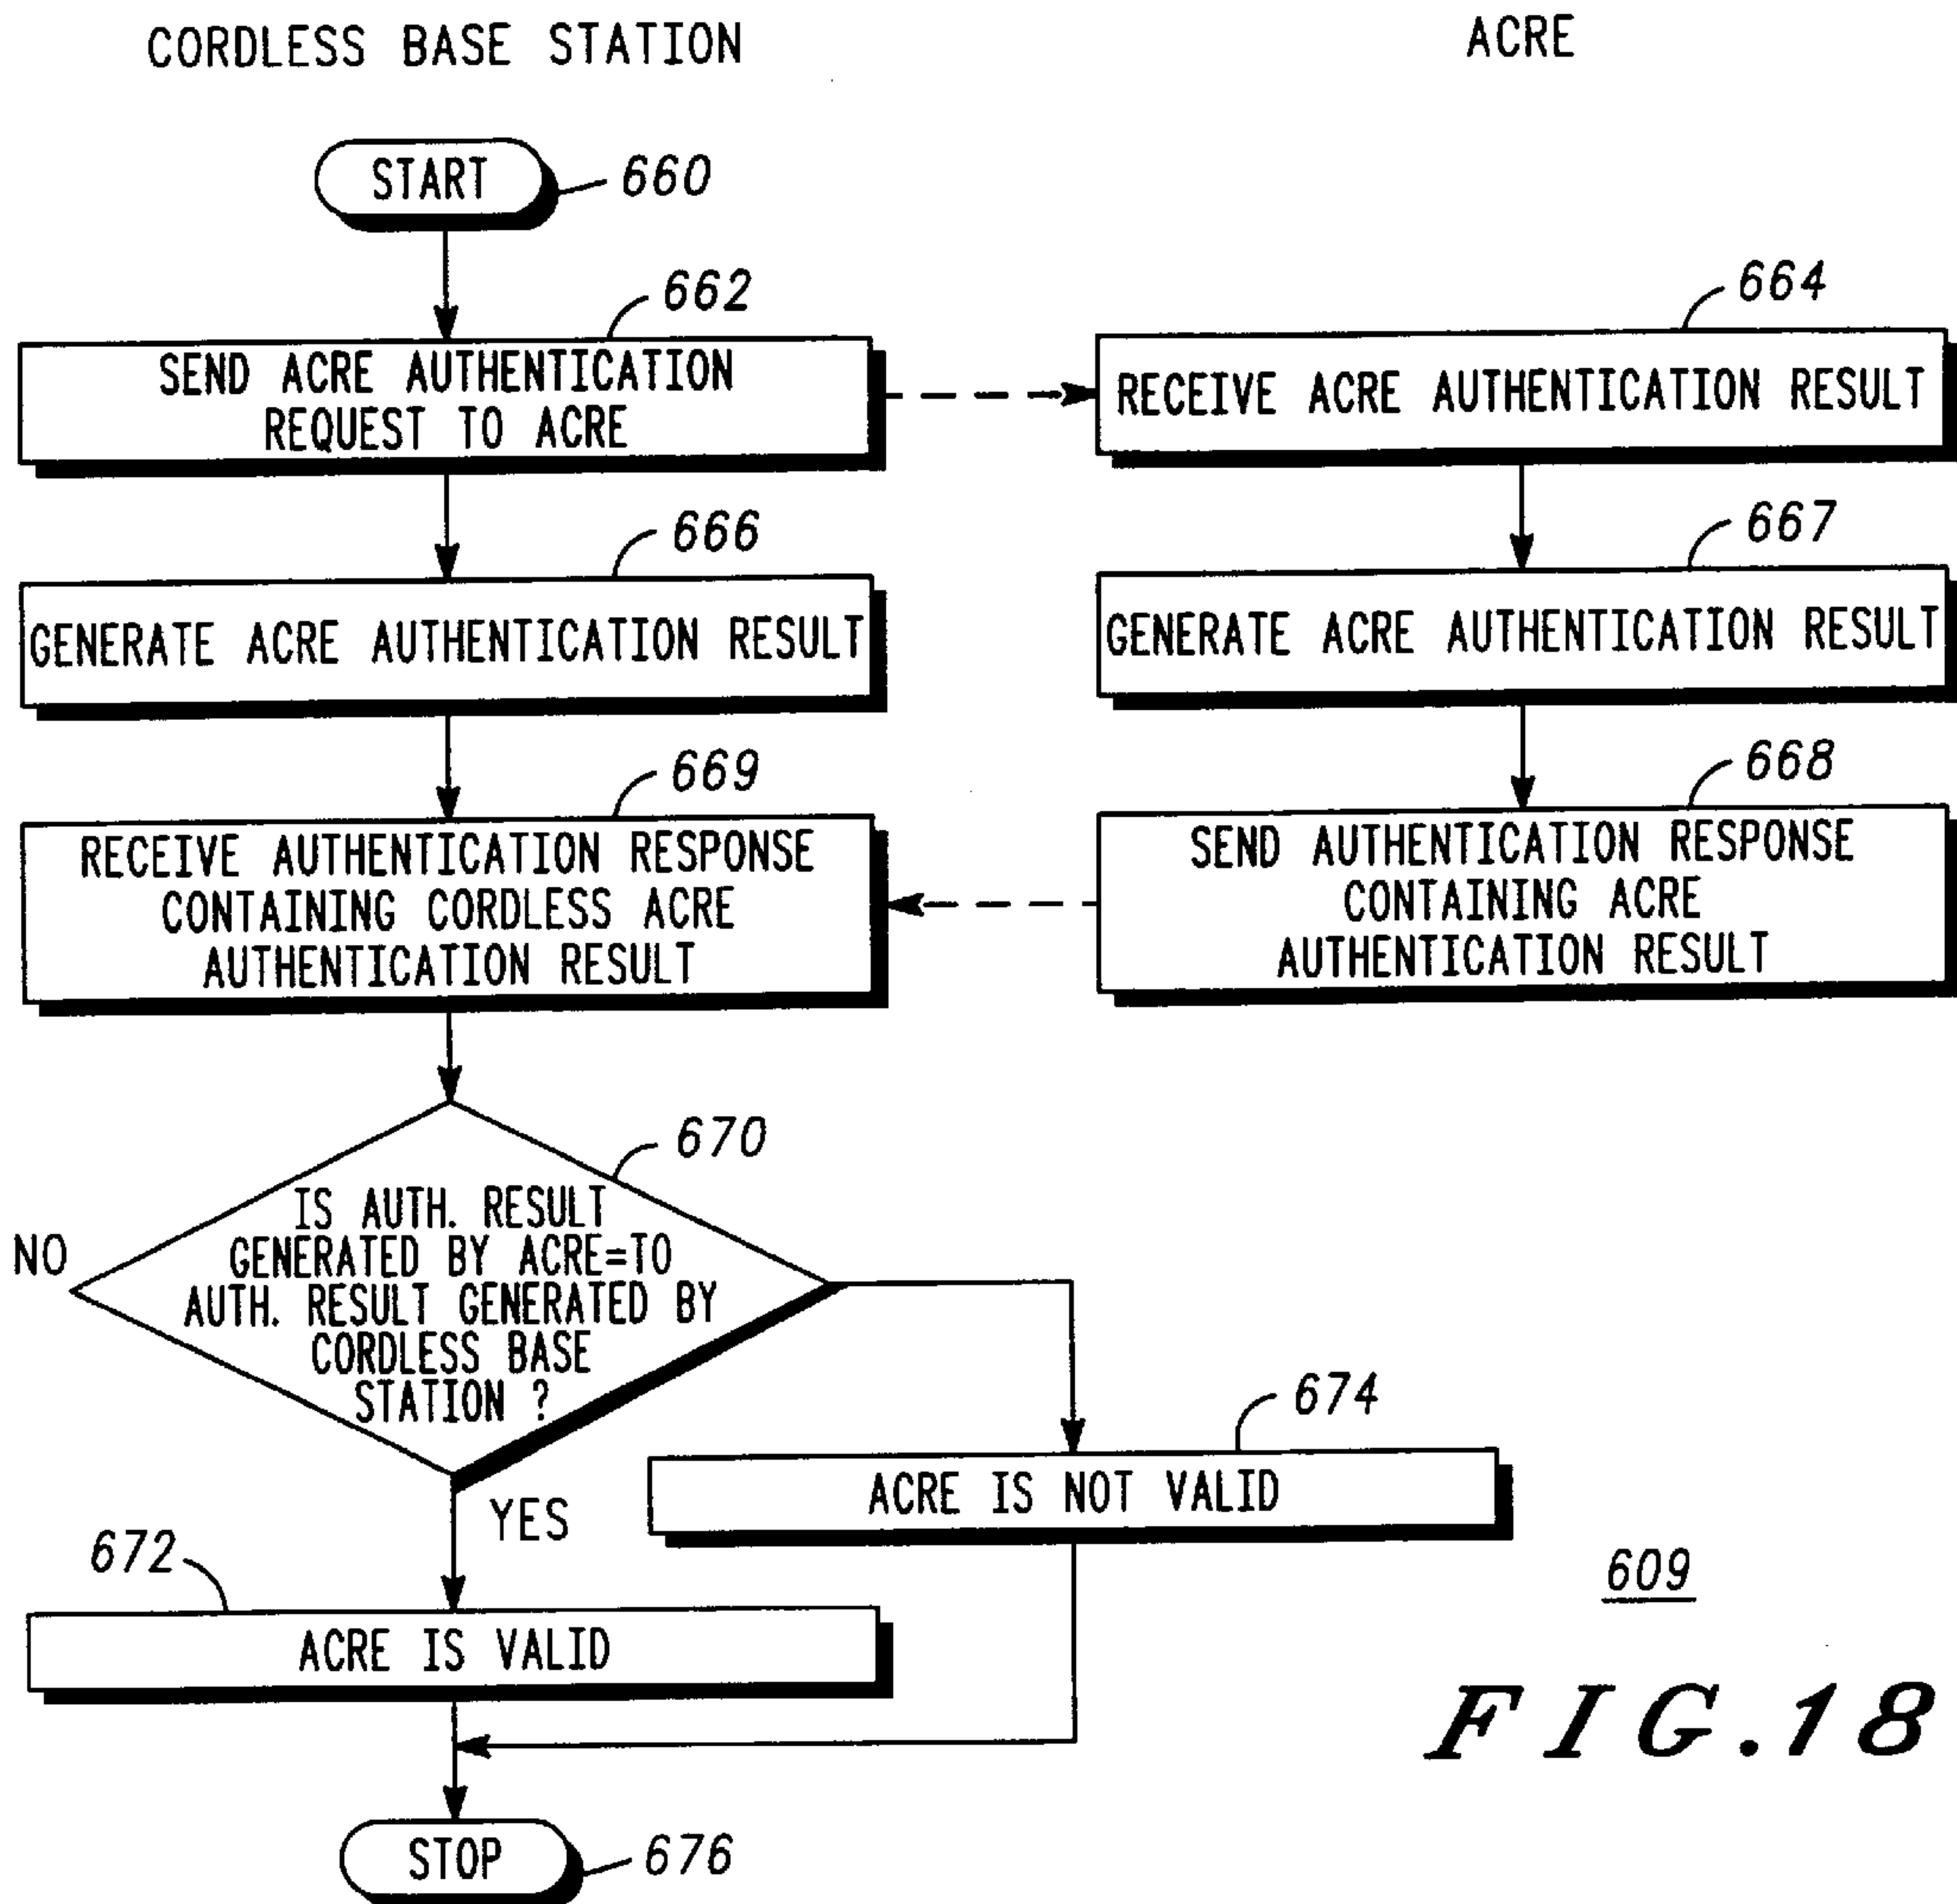 CORDLESS BASE STATION
ACRE
START
660
662
SEND ACRE AUTHENTICATION
REQUEST TO ACRE
664
RECEIVE ACRE AUTHENTICATION RESULT
666
GENERATE ACRE AUTHENTICATION RESULT
667
GENERATE ACRE AUTHENTICATION RESULT
669
RECEIVE AUTHENTICATION RESPONSE
CONTAINING CORDLESS ACRE
AUTHENTICATION RESULT
668
SEND AUTHENTICATION RESPONSE
CONTAINING ACRE
AUTHENTICATION RESULT
670
NO
IS AUTH. RESULT
GENERATED BY ACRE=TO
AUTH. RESULT GENERATED BY
CORDLESS BASE
STATION ?
674
ACRE IS NOT VALID
YES
672
ACRE IS VALID
609
STOP
676
FIG.18